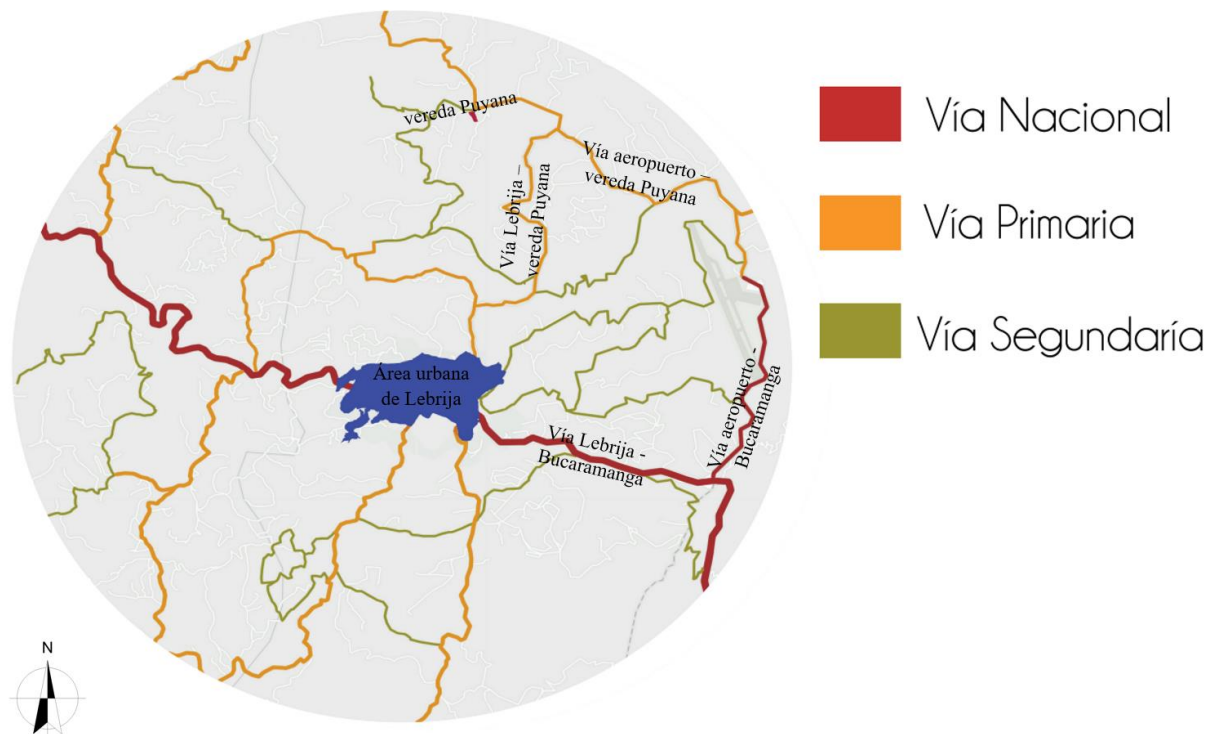 vereda Puyana
Vía aeropuerto –
vereda Puyana
Vía Lebrija –
vereda Puyana
Área urbana
de Lebrija
Vía Lebrija -
Bucaramanga
Vía aeropuerto -
Bucaramanga
Vía Nacional
Vía Primaria
Vía Segundaría
N